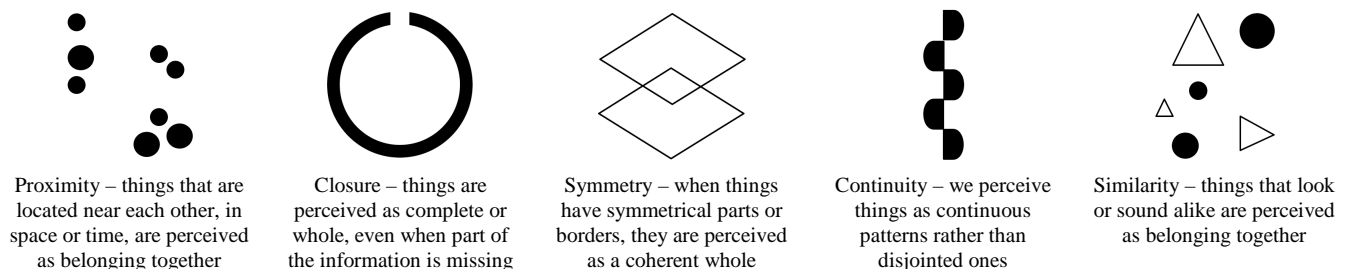 Proximity – things that are
located near each other, in
space or time, are perceived
as belonging together
Closure – things are
perceived as complete or
whole, even when part of
the information is missing
Symmetry – when things
have symmetrical parts or
borders, they are perceived
as a coherent whole
Continuity – we perceive
things as continuous
patterns rather than
disjointed ones
Similarity – things that look
or sound alike are perceived
as belonging together